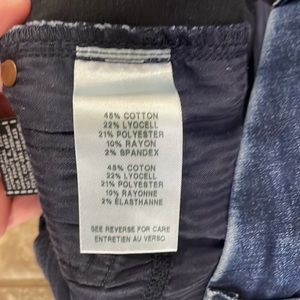 45% COTTON
22% LYOCELL
21% POLYESTER
10% RAYON
2% SPANDEX
45% COTON
22% LYOCELL
21% POLYESTER
10% RAYONNE
2% ÉLASTHANNE
SEE REVERSE FOR CARE
ENTRETIEN AU VERSO